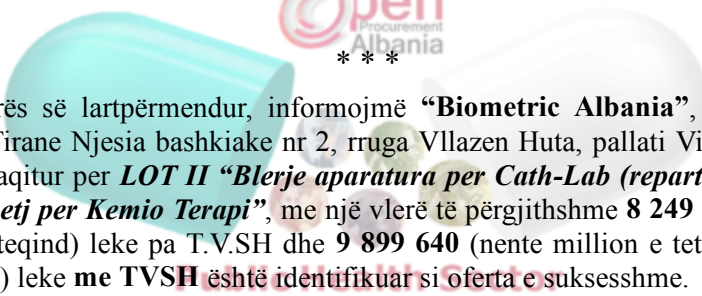 Open
Procurement
Albania
* * *
rës së lartpërmendur, informojmë “Biometric Albania”,
Tirane Njesia bashkiake nr 2, rruga Vllazen Huta, pallati Vi
aqitur per LOT II “Blerje aparatura per Cath-Lab (repart
etj per Kemio Terapi”, me një vlerë të përgjithshme 8 249
teqind) leke pa T.V.SH dhe 9 899 640 (nente million e tet
) leke me TVSH është identifikuar si oferta e suksesshme.
Public Health Sector